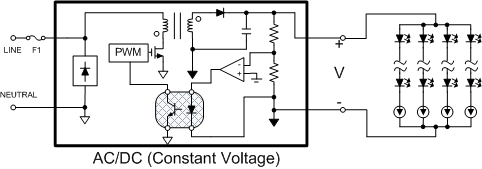 LINE F1
PWM
NEUTRAL
+
V
-
AC/DC (Constant Voltage)